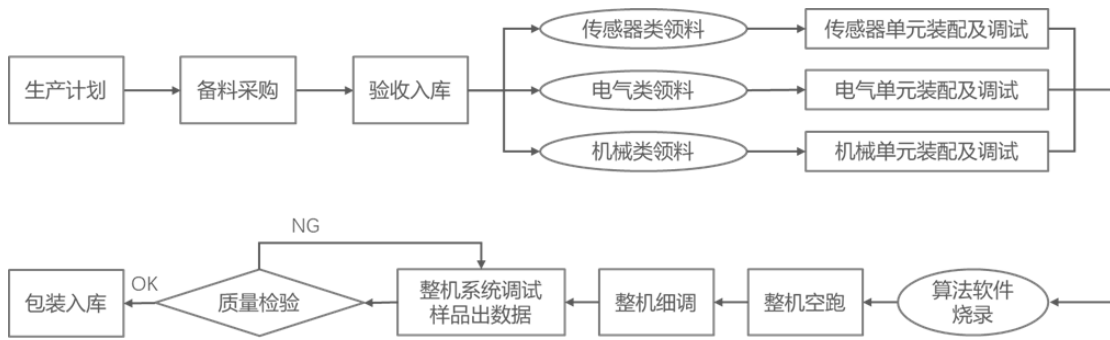 生产计划
备料采购
验收入库
传感器类领料
传感器单元装配及调试
电气类领料
电气单元装配及调试
机械类领料
机械单元装配及调试
NG
包装入库
OK
质量检验
整机系统调试
样品出数据
整机细调
整机空跑
算法软件
烧录